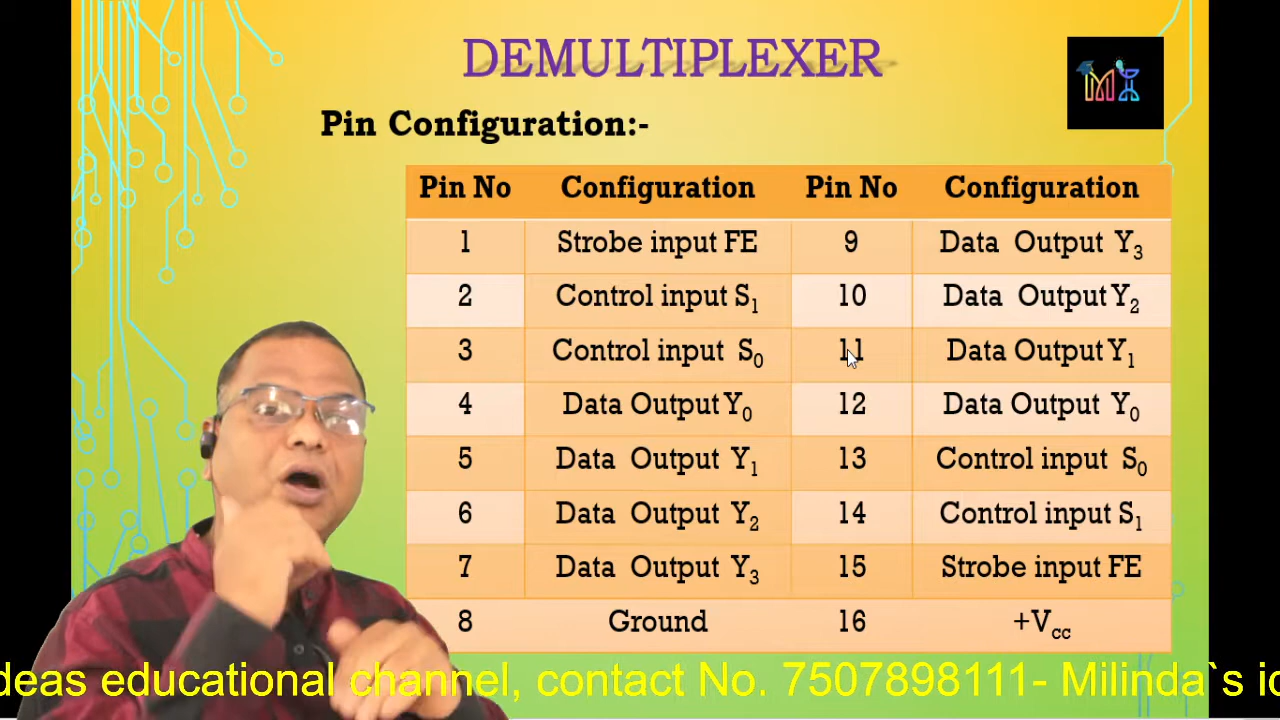 DEMULTIPLEXER
MI
Pin Configuration:-
Pin No Configuration Pin No Configuration
1 Strobe input FE 9 Data Output Y3
2 Control input S1 10 Data Output Y2
3 Control input S0 11 Data Output Y1
4 Data Output Y0 12 Data Output Y0
5 Data Output Y1 13 Control input S0
6 Data Output Y2 14 Control input S1
7 Data Output Y3 15 Strobe input FE
8 Ground 16 +Vcc
deas educational channel, contact No. 7507898111- Milinda`s id